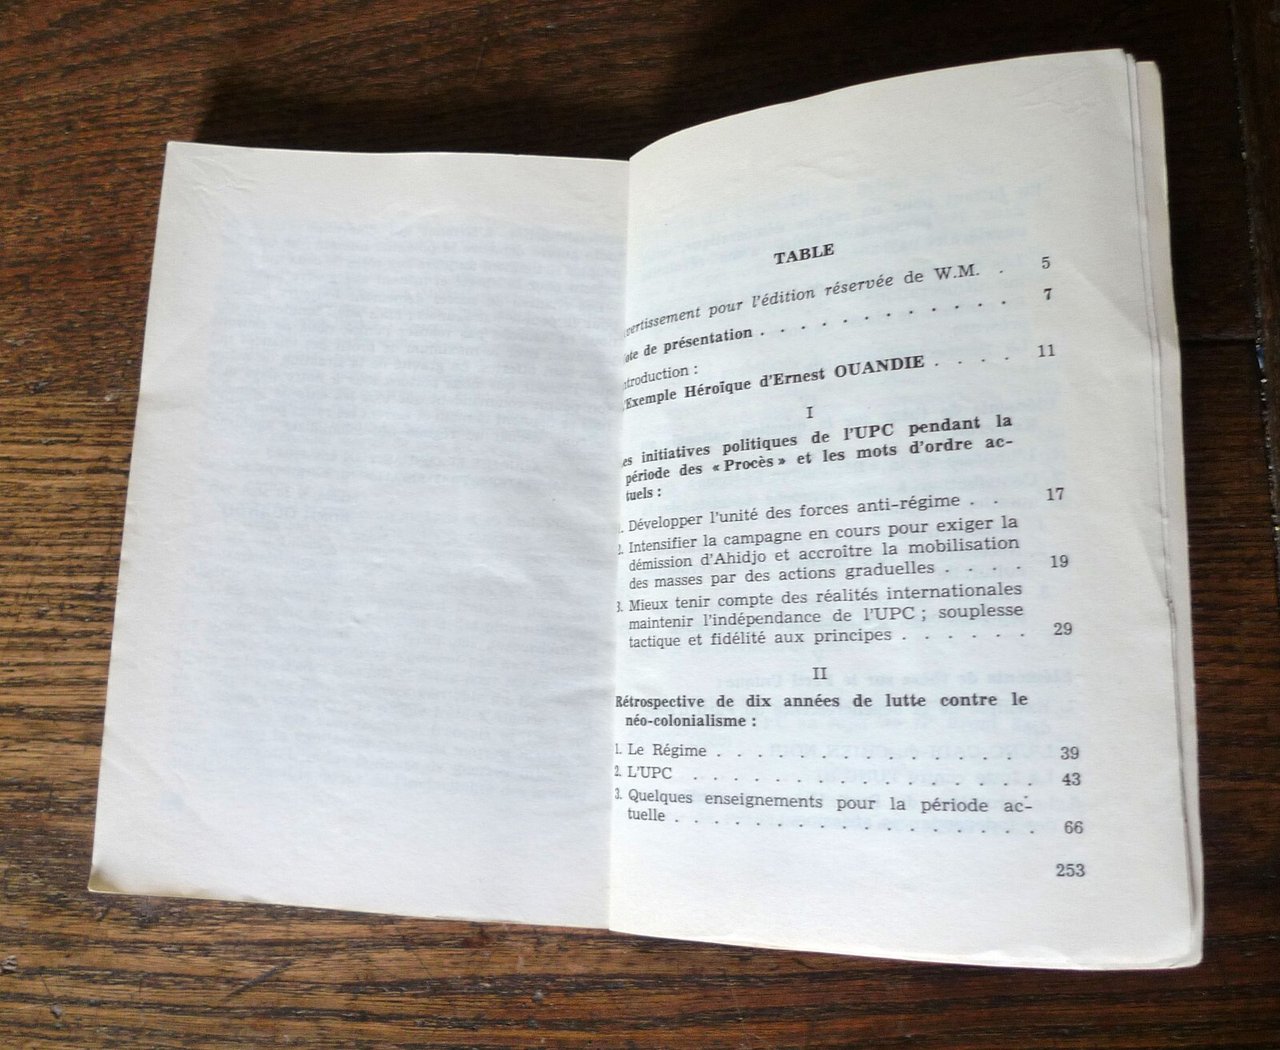 TABLE
vertissement pour l'édition réservée de W.M. . 5
ote de présentation . . . . . . . . . . 7
ntroduction :
'Exemple Héroïque d'Ernest OUANDIE . . . . 11
I
es initiatives politiques de l'UPC pendant la
période des « Procès » et les mots d'ordre ac-
tuels :
1. Développer l'unité des forces anti-régime . . 17
2. Intensifier la campagne en cours pour exiger la
démission d'Ahidjo et accroître la mobilisation
des masses par des actions graduelles . . . . 19
3. Mieux tenir compte des réalités internationales
maintenir l'indépendance de l'UPC ; souplesse
tactique et fidélité aux principes . . . . . . 29
II
Rétrospective de dix années de lutte contre le
néo-colonialisme :
1. Le Régime . . . . . . . . . . . . 39
2. L'UPC . . . . . . . . . . . . . 43
3. Quelques enseignements pour la période ac-
tuelle . . . . . . . . . . . . . . 66
253